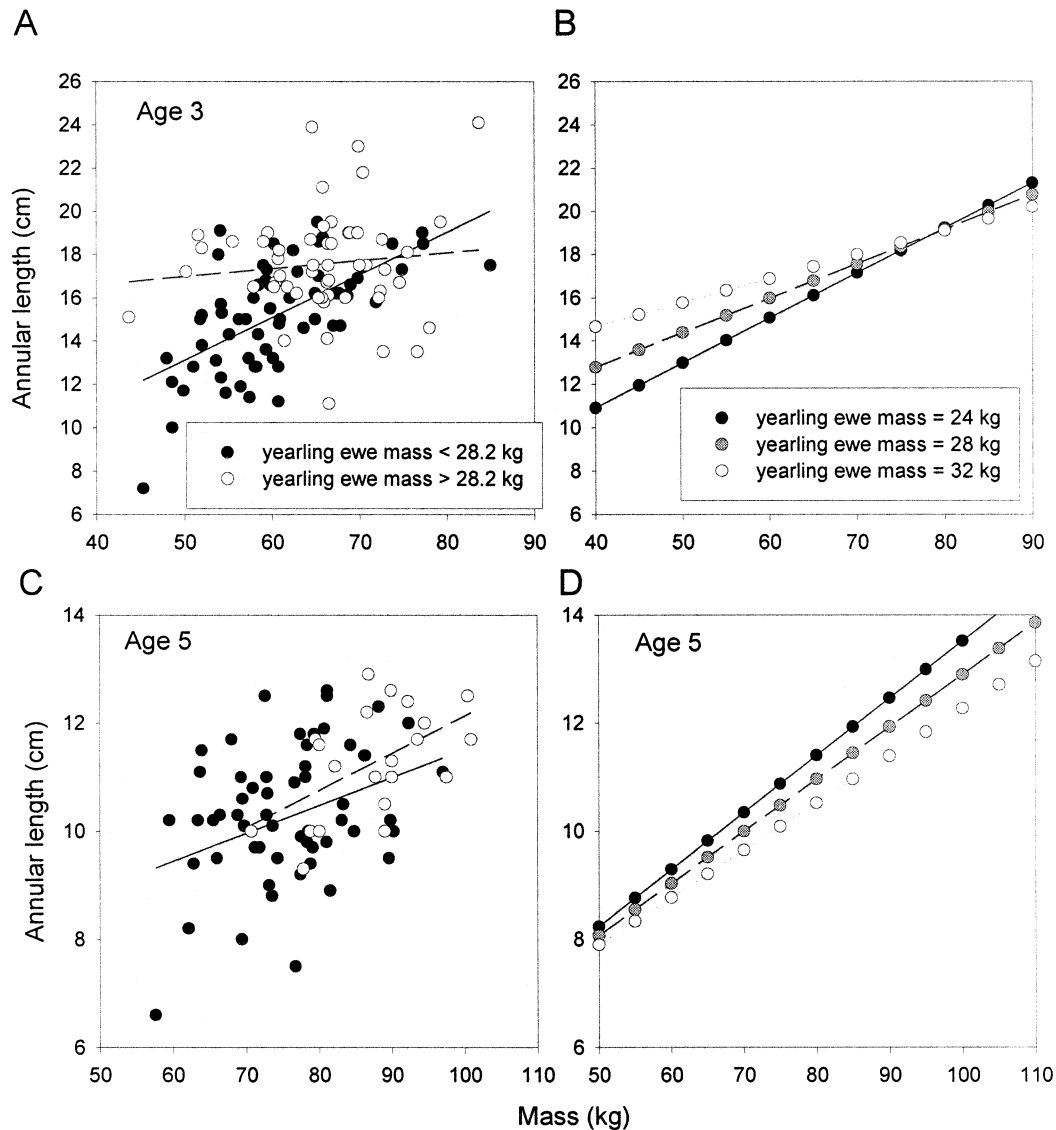 A
B
26
24
22
20
18
16
14
12
10
8
6
40 50 60 70 80 90
Age 3
yearling ewe mass < 28.2 kg
yearling ewe mass > 28.2 kg
Annular length (cm)
26
24
22
20
18
16
14
12
10
8
6
40 50 60 70 80 90
yearling ewe mass = 24 kg
yearling ewe mass = 28 kg
yearling ewe mass = 32 kg
C
D
14
12
10
8
6
50 60 70 80 90 100 110
Age 5
Annular length (cm)
14
12
10
8
6
50 60 70 80 90 100 110
Age 5
Mass (kg)